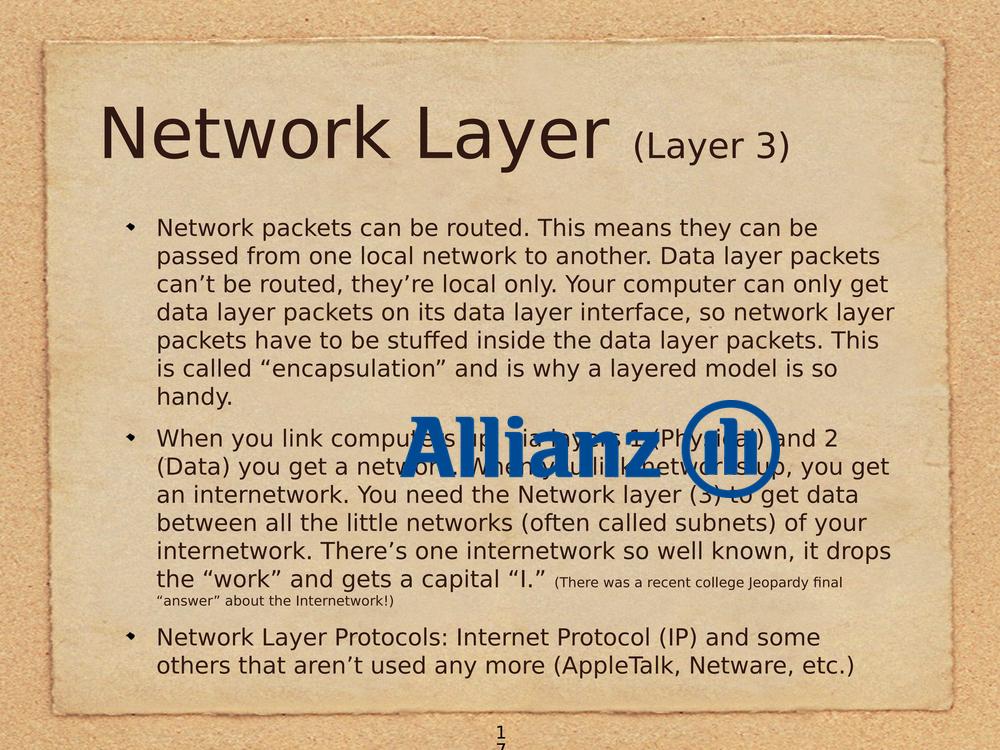 Network Layer (Layer 3)
Network packets can be routed. This means they can be
passed from one local network to another. Data layer packets
can’t be routed, they’re local only. Your computer can only get
data layer packets on its data layer interface, so network layer
packets have to be stuffed inside the data layer packets. This
is called “encapsulation” and is why a layered model is so
handy.
When you link computers up via layers 1 (Physical) and 2
(Data) you get a network. When you link networks up, you get
an internetwork. You need the Network layer (3) to get data
between all the little networks (often called subnets) of your
internetwork. There’s one internetwork so well known, it drops
the “work” and gets a capital “I.” (There was a recent college Jeopardy final
“answer” about the Internetwork!)
Network Layer Protocols: Internet Protocol (IP) and some
others that aren’t used any more (AppleTalk, Netware, etc.)
Allianz
1
7